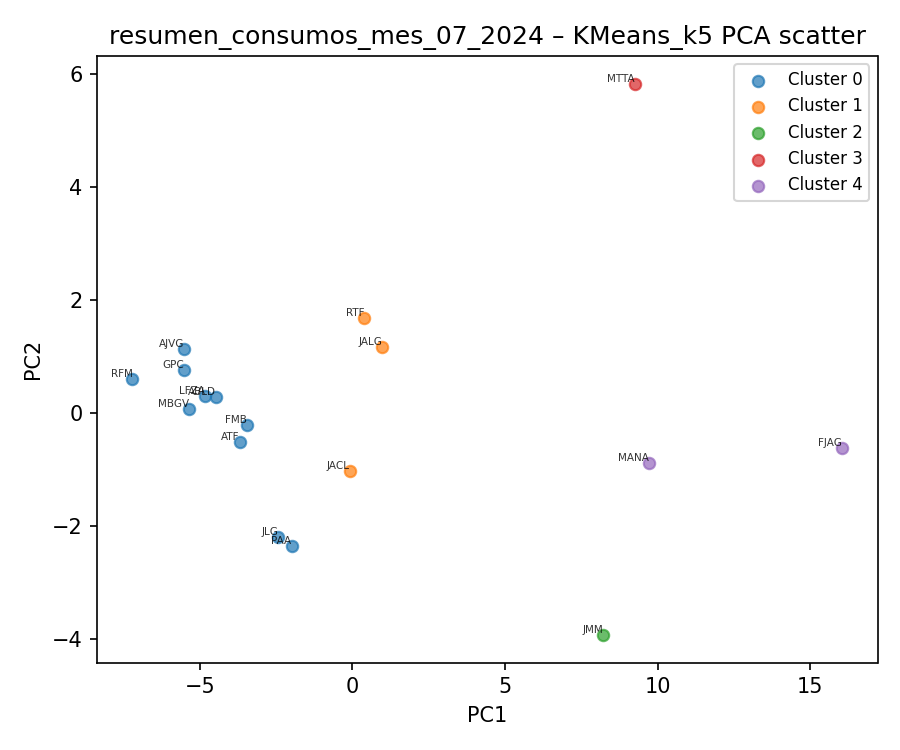 resumen_consumos_mes_07_2024 – KMeans_k5 PCA scatter
6
4
2
0
−2
−4
PC2
Cluster 0
Cluster 1
Cluster 2
Cluster 3
Cluster 4
MTTA
RTF
JALG
AJVG
GPC
RFM
MBGV
FMB
ATF
JACL
MANA
FJAG
JLG
PAA
JMM
−5
0
5
10
15
PC1